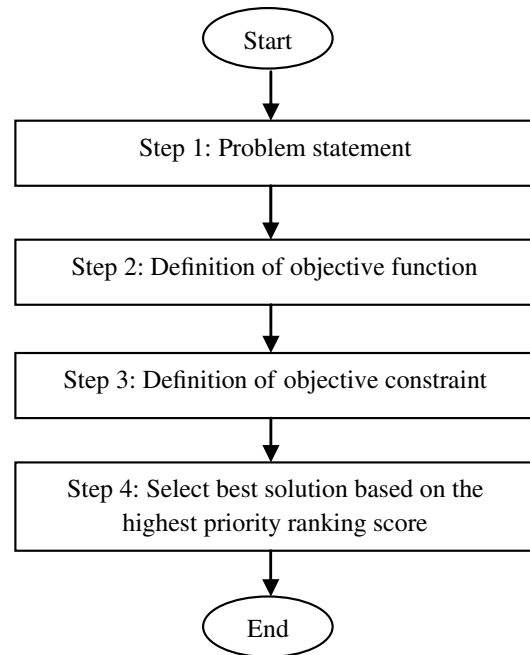 Start
Step 1: Problem statement
Step 2: Definition of objective function
Step 3: Definition of objective constraint
Step 4: Select best solution based on the
highest priority ranking score
End